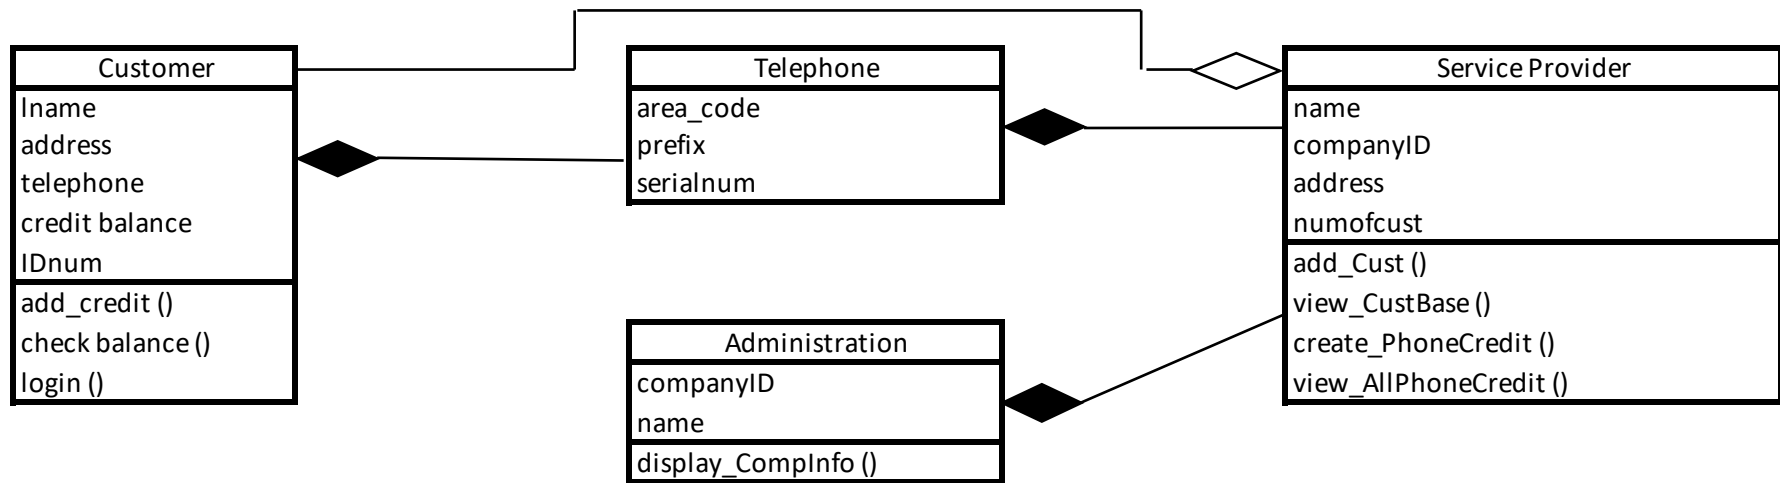 Customer
lname
address
telephone
credit balance
IDnum
add_credit ()
check balance ()
login ()
Telephone
area_code
prefix
serialnum
Administration
companyID
name
display_CompInfo ()
Service Provider
name
companyID
address
numofcust
add_Cust ()
view_CustBase ()
create_PhoneCredit ()
view_AllPhoneCredit ()